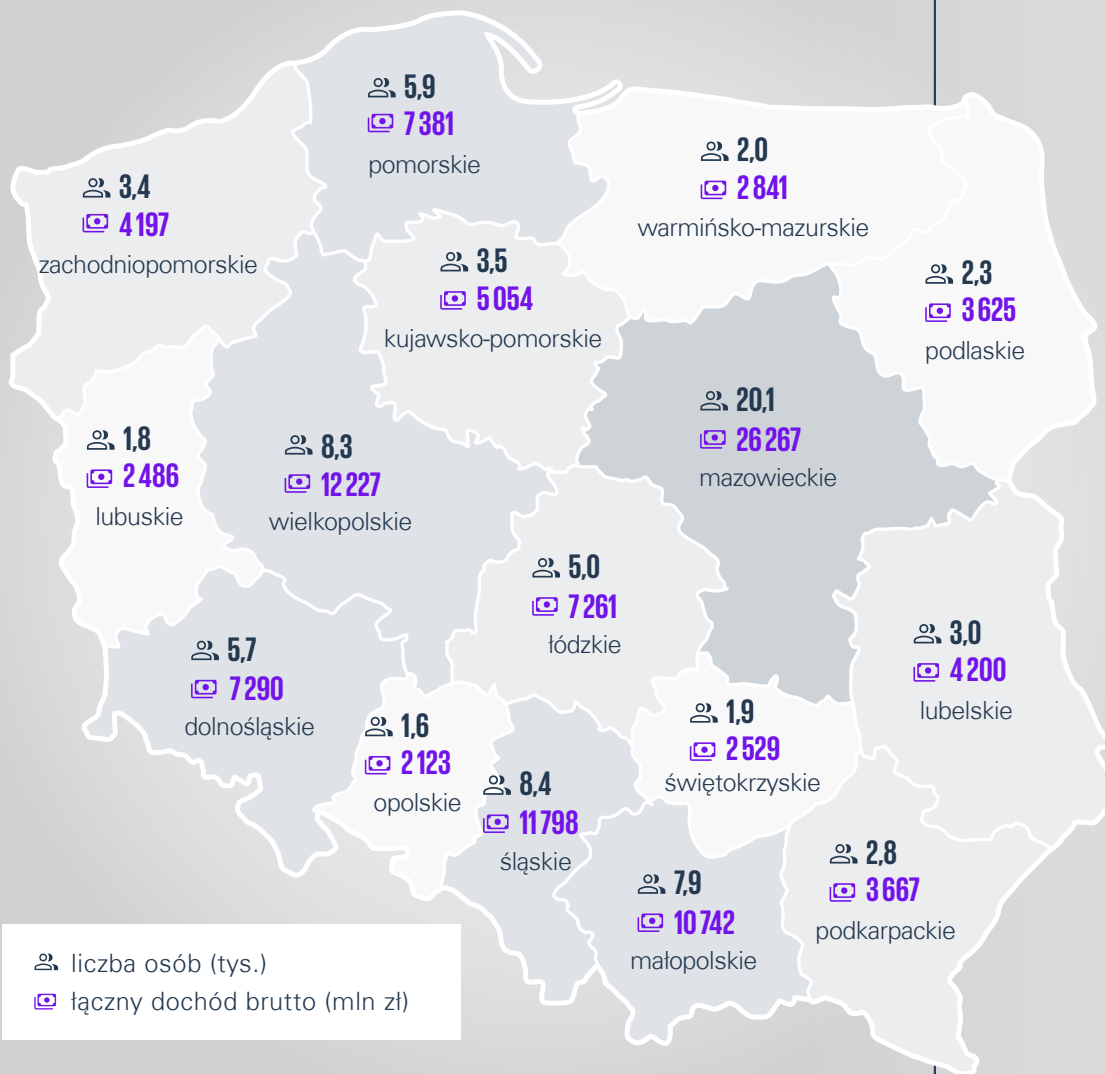 5,9
7 381
pomorskie
2,0
2 841
warmińsko-mazurskie
3,4
4 197
zachodniopomorskie
3,5
5 054
kujawsko-pomorskie
2,3
3 625
podlaskie
20,1
26 267
mazowieckie
1,8
2 486
lubuskie
8,3
12 227
wielkopolskie
5,0
7 261
łódzkie
3,0
4 200
lubelskie
5,7
7 290
dolnośląskie
1,6
2 123
opolskie
1,9
2 529
świętokrzyskie
8,4
11 798
śląskie
7,9
10 742
małopolskie
2,8
3 667
podkarpackie
liczba osób (tys.)
łączny dochód brutto (mln zł)